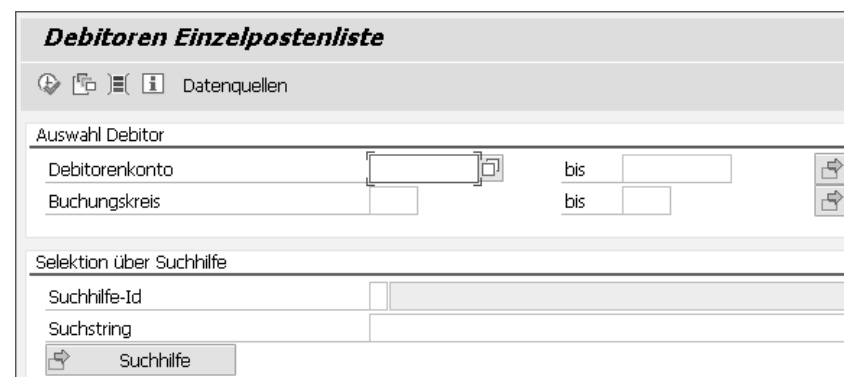 Debitoren Einzelpostenliste
Datenquellen
Auswahl Debitor
Debitorenkonto bis
Buchungskreis bis
Selektion über Suchhilfe
Suchhilfe-Id
Suchstring
Suchhilfe